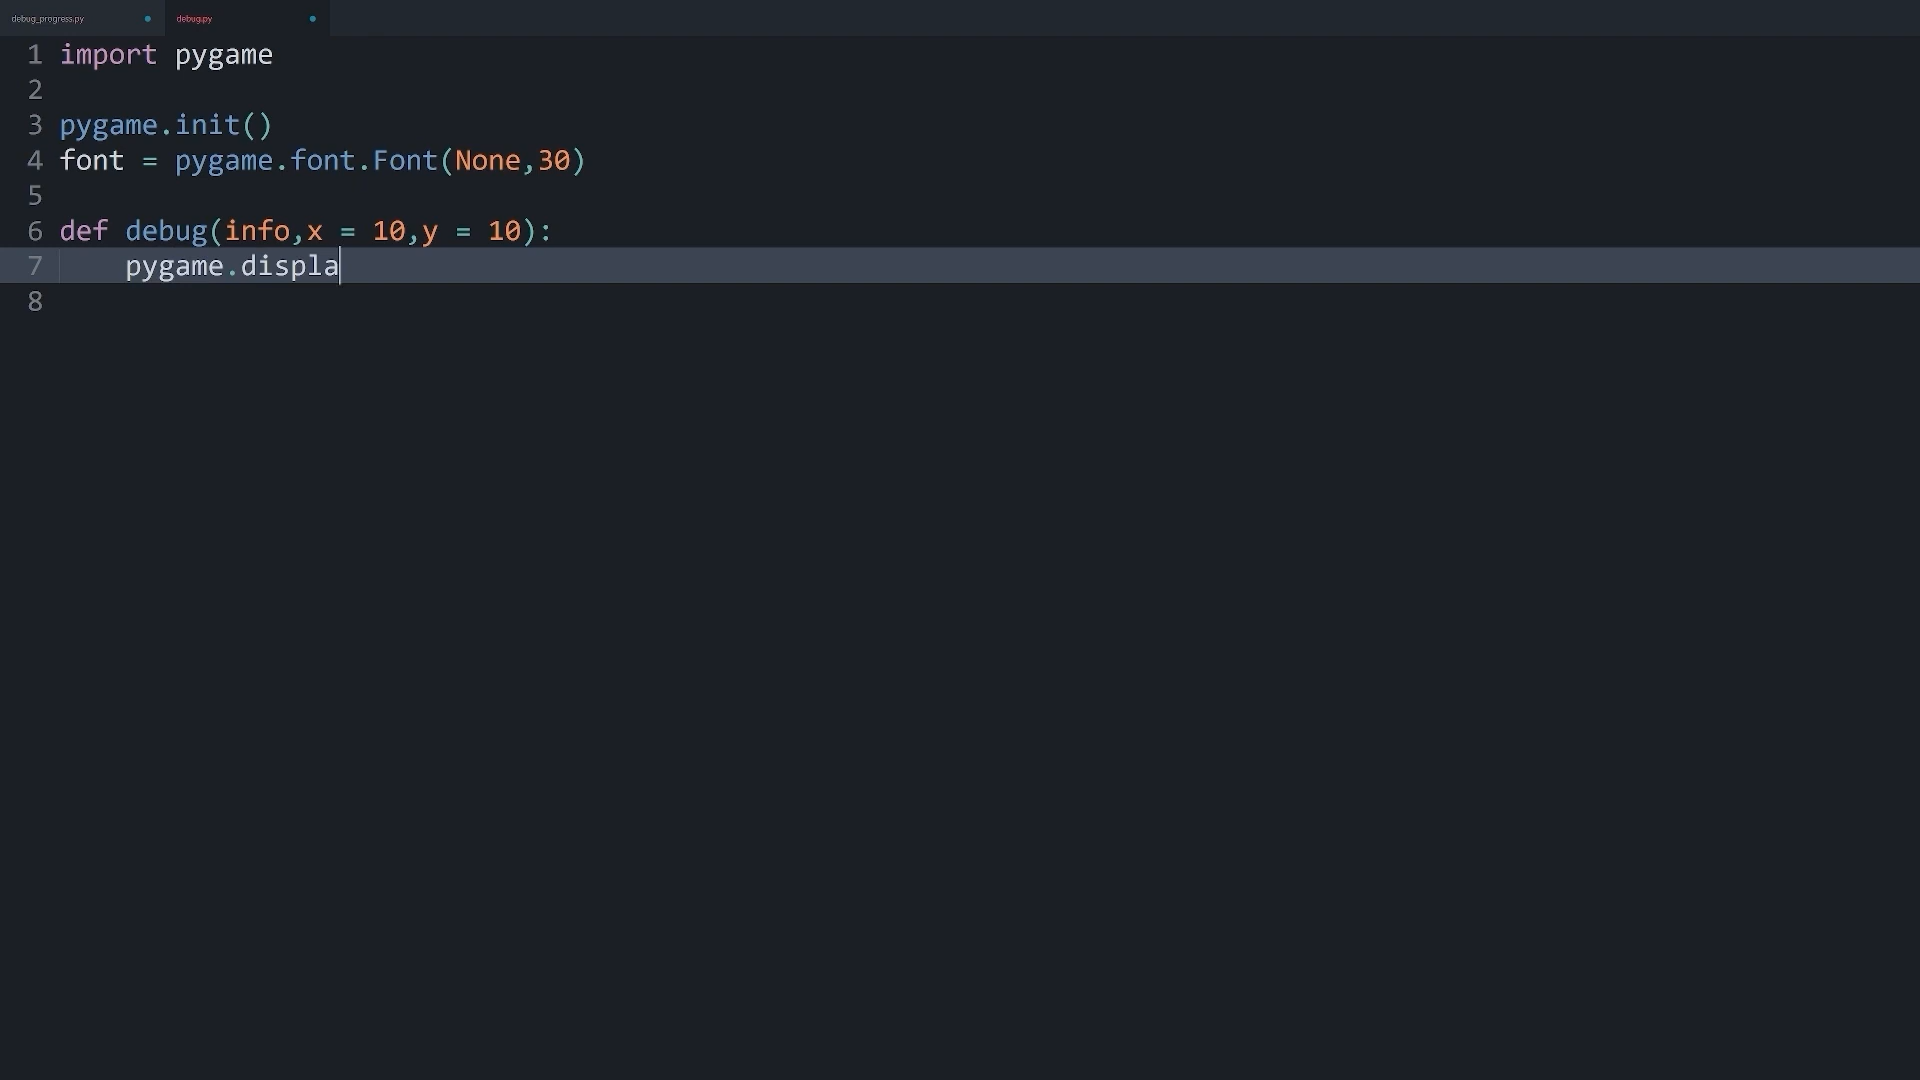 debug_progress.py debug.py
1 import pygame
2
3 pygame.init()
4 font = pygame.font.Font(None,30)
5
6 def debug(info,x = 10,y = 10):
7     pygame.displa
8